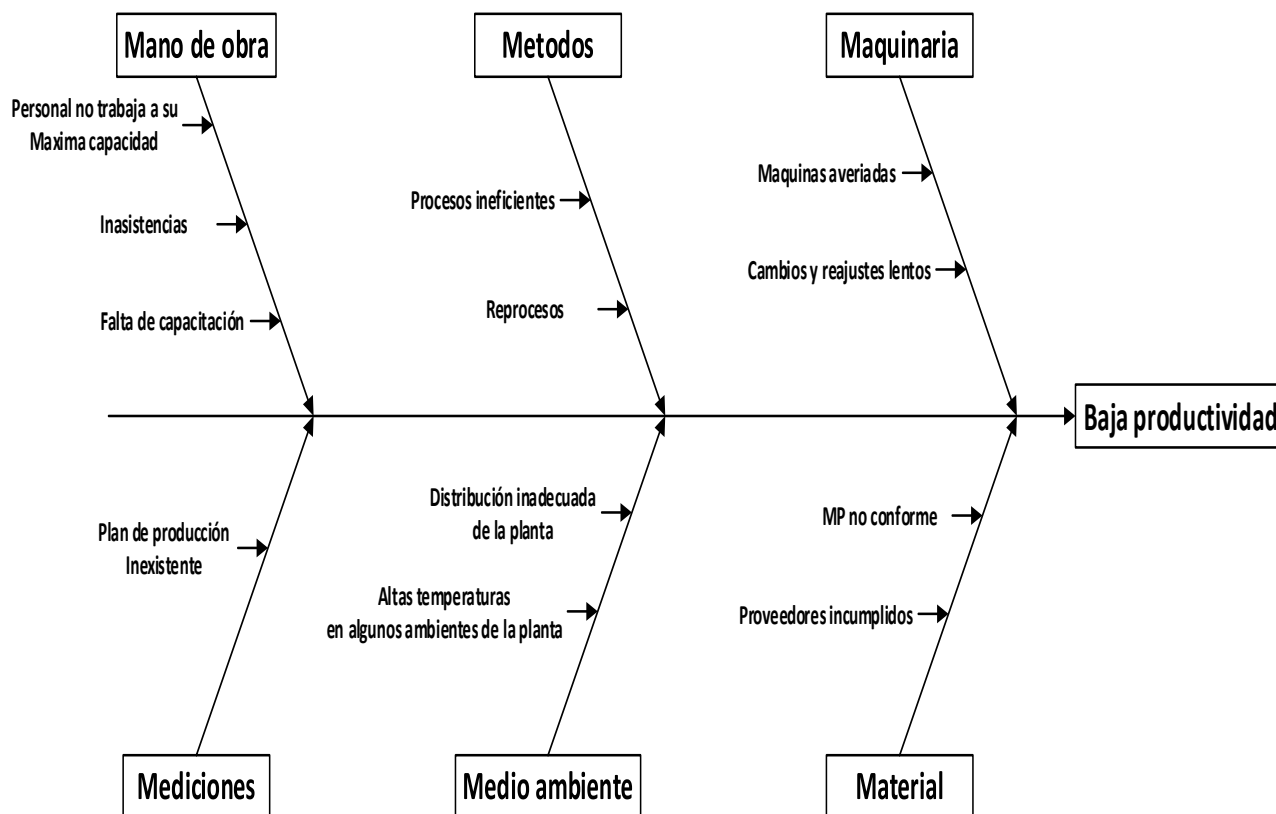 Mano de obra
Metodos
Maquinaria
Personal no trabaja a su
Maxima capacidad
Inasistencias
Falta de capacitación
Procesos ineficientes
Reprocesos
Maquinas averiadas
Cambios y reajustes lentos
Baja productividad
Plan de producción
Inexistente
Distribución inadecuada
de la planta
Altas temperaturas
en algunos ambientes de la planta
MP no conforme
Proveedores incumplidos
Mediciones
Medio ambiente
Material